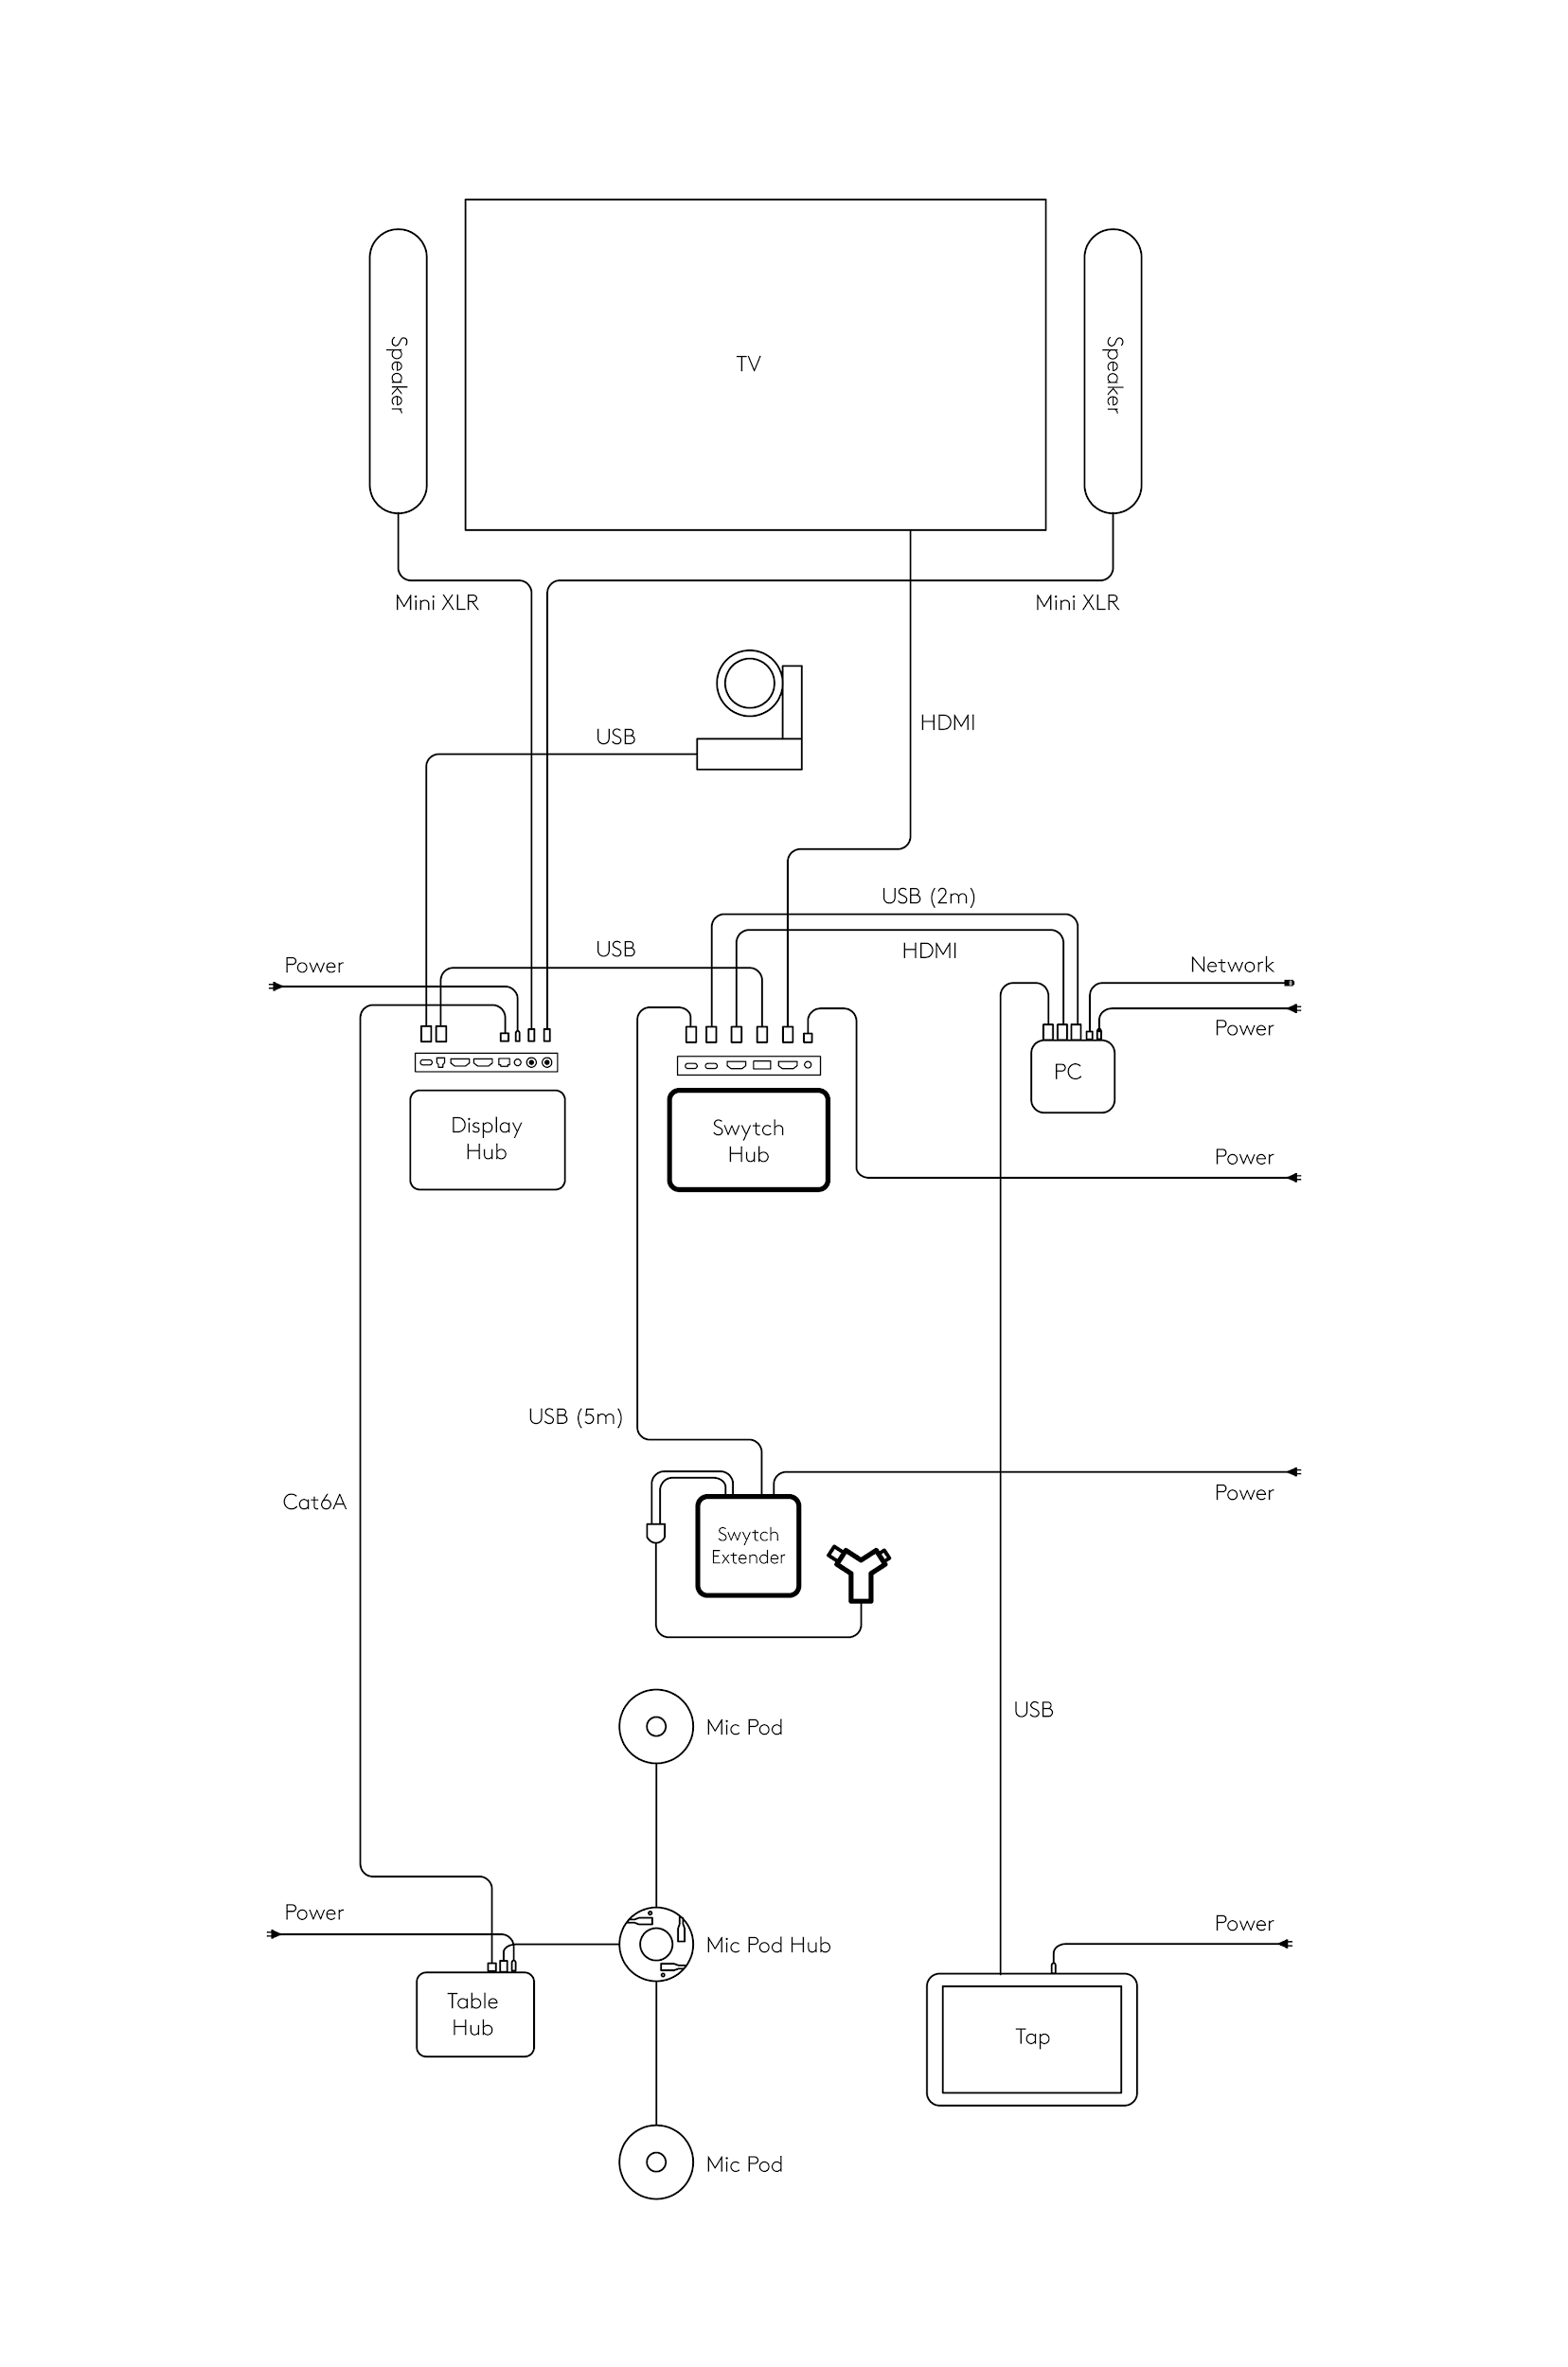 Speaker
TV
Speaker
Mini XLR
Mini XLR
HDMI
USB
USB (2m)
USB
HDMI
Power
Network
Power
PC
Display
Hub
Swytch
Hub
Power
USB (5m)
Power
Cat6A
Swytch
Extender
USB
Mic Pod
Power
Power
Mic Pod Hub
Table
Hub
Tap
Mic Pod